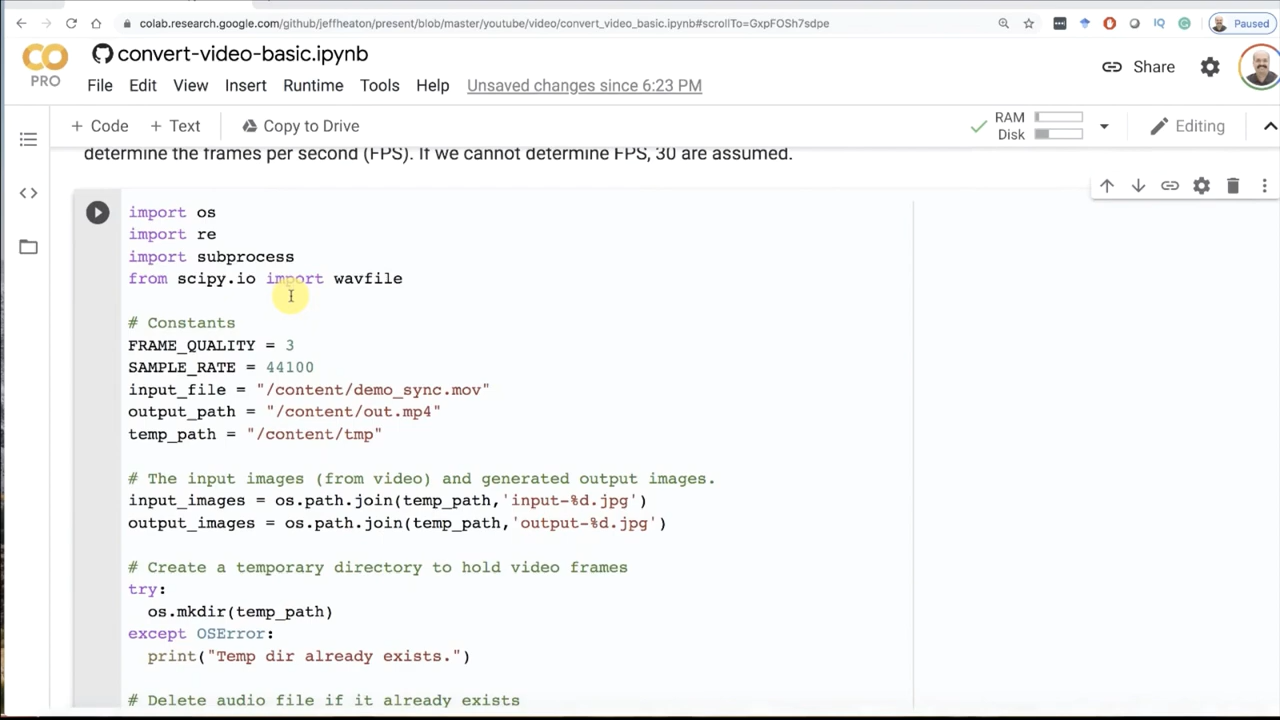 colab.research.google.com/github/jeffheaton/present/blob/master/youtube/video/convert_video_basic.ipynb#scrollTo=GxpFOSh7sdpe
IQ
Paused
CO
PRO
convert-video-basic.ipynb
Share
File Edit View Insert Runtime Tools Help Unsaved changes since 6:23 PM
+ Code + Text Copy to Drive
RAM
Disk
Editing
determine the frames per second (FPS). If we cannot determine FPS, 30 are assumed.
import os
import re
import subprocess
from scipy.io import wavfile
# Constants
FRAME_QUALITY = 3
SAMPLE_RATE = 44100
input_file = "/content/demo_sync.mov"
output_path = "/content/out.mp4"
temp_path = "/content/tmp"
# The input images (from video) and generated output images.
input_images = os.path.join(temp_path,'input-%d.jpg')
output_images = os.path.join(temp_path,'output-%d.jpg')
# Create a temporary directory to hold video frames
try:
  os.mkdir(temp_path)
except OSError:
  print("Temp dir already exists.")
# Delete audio file if it already exists